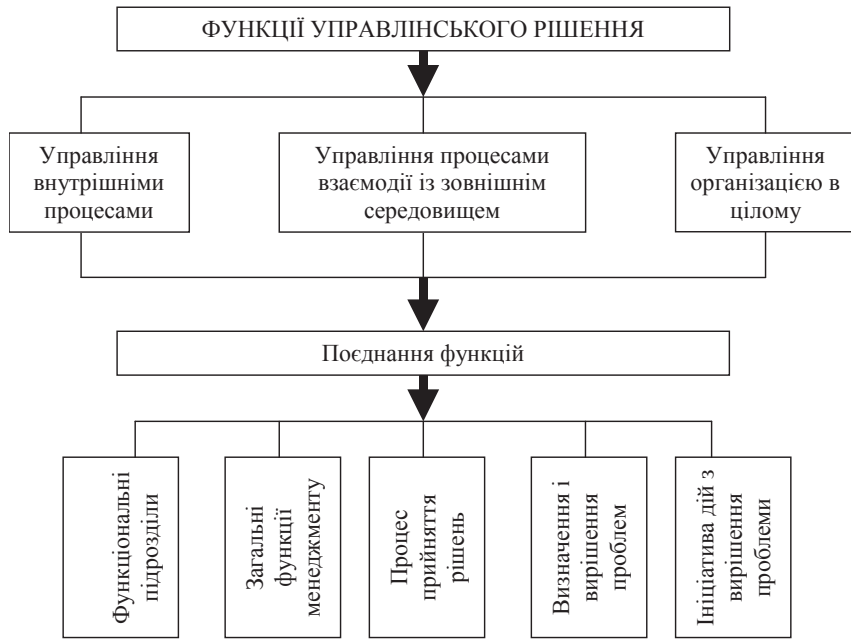 ФУНКЦІЇ УПРАВЛІНСЬКОГО РІШЕННЯ
Управління
внутрішніми
процесами
Управління процесами
взаємодії із зовнішнім
середовищем
Управління
організацією в
цілому
Поєднання функцій
Функціональні
підрозділи
Загальні
функції
менеджменту
Процес
прийняття
рішень
Визначення і
вирішення
проблем
Ініціатива дій з
вирішення
проблеми